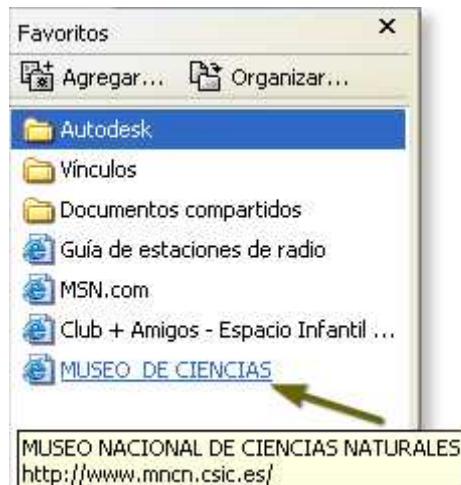 Favoritos
Agregar... Organizar...
Autodesk
Vínculos
Documentos compartidos
Guía de estaciones de radio
MSN.com
Club + Amigos - Espacio Infantil ...
MUSEO DE CIENCIAS
MUSEO NACIONAL DE CIENCIAS NATURALES
http://www.mncn.csic.es/